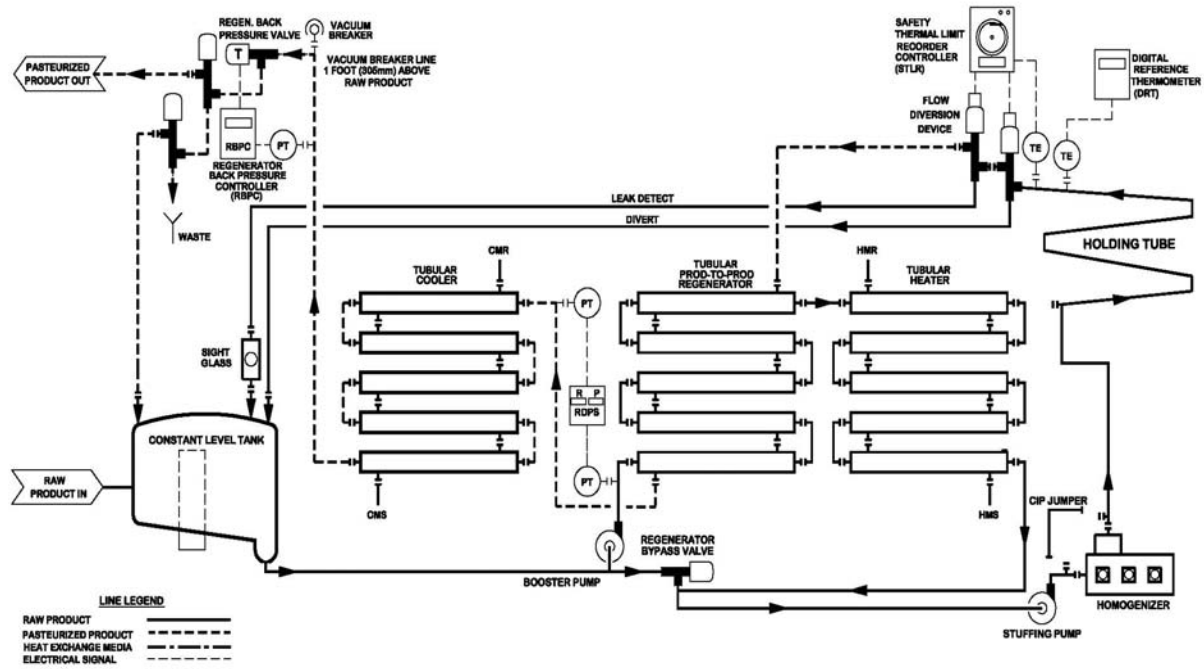 REGEN. BACK
PRESSURE VALVE
VACUUM
BREAKER
T
PASTEURIZED
PRODUCT OUT
VACUUM BREAKER LINE
1 FOOT (305mm) ABOVE
RAW PRODUCT
SAFETY
THERMAL LIMIT
RECORDER
CONTROLLER
(STLR)
DIGITAL
REFERENCE
THERMOMETER
(DRT)
FLOW
DIVERSION
DEVICE
RBPC
PT
TE
TE
REGENERATOR
BACK PRESSURE
CONTROLLER
(RBPC)
WASTE
LEAK DETECT
DIVERT
HOLDING TUBE
CMR
HMR
TUBULAR
COOLER
TUBULAR
PROD-TO-PROD
REGENERATOR
TUBULAR
HEATER
PT
SIGHT
GLASS
R P
RDPS
CONSTANT LEVEL TANK
PT
RAW
PRODUCT IN
CMS
HMS
CIP JUMPER
REGENERATOR
BYPASS VALVE
BOOSTER PUMP
HOMOGENIZER
STUFFING PUMP
LINE LEGEND
RAW PRODUCT
PASTEURIZED PRODUCT
HEAT EXCHANGE MEDIA
ELECTRICAL SIGNAL